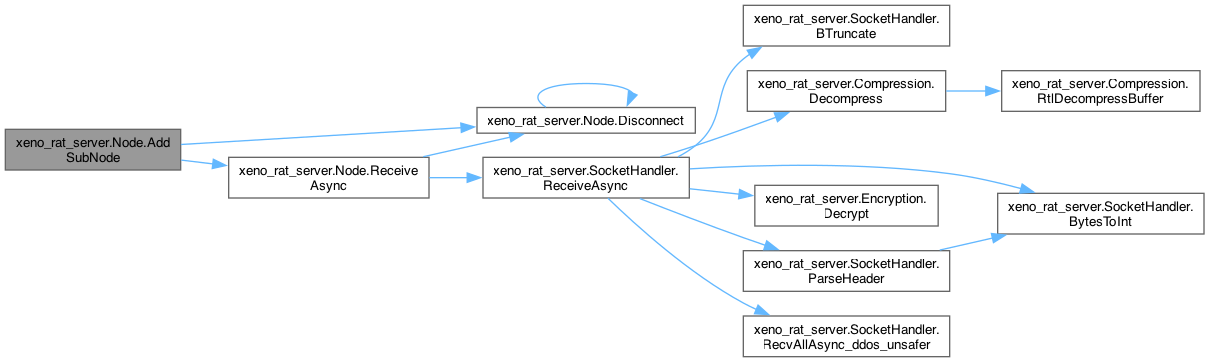 xeno_rat_server.Node.Add
SubNode
xeno_rat_server.Node.Receive
Async
xeno_rat_server.Node.Disconnect
xeno_rat_server.SocketHandler.
ReceiveAsync
xeno_rat_server.SocketHandler.
BTruncate
xeno_rat_server.Compression.
Decompress
xeno_rat_server.Encryption.
Decrypt
xeno_rat_server.SocketHandler.
ParseHeader
xeno_rat_server.SocketHandler.
RecvAllAsync_ddos_unsafer
xeno_rat_server.Compression.
RtlDecompressBuffer
xeno_rat_server.SocketHandler.
BytesToInt